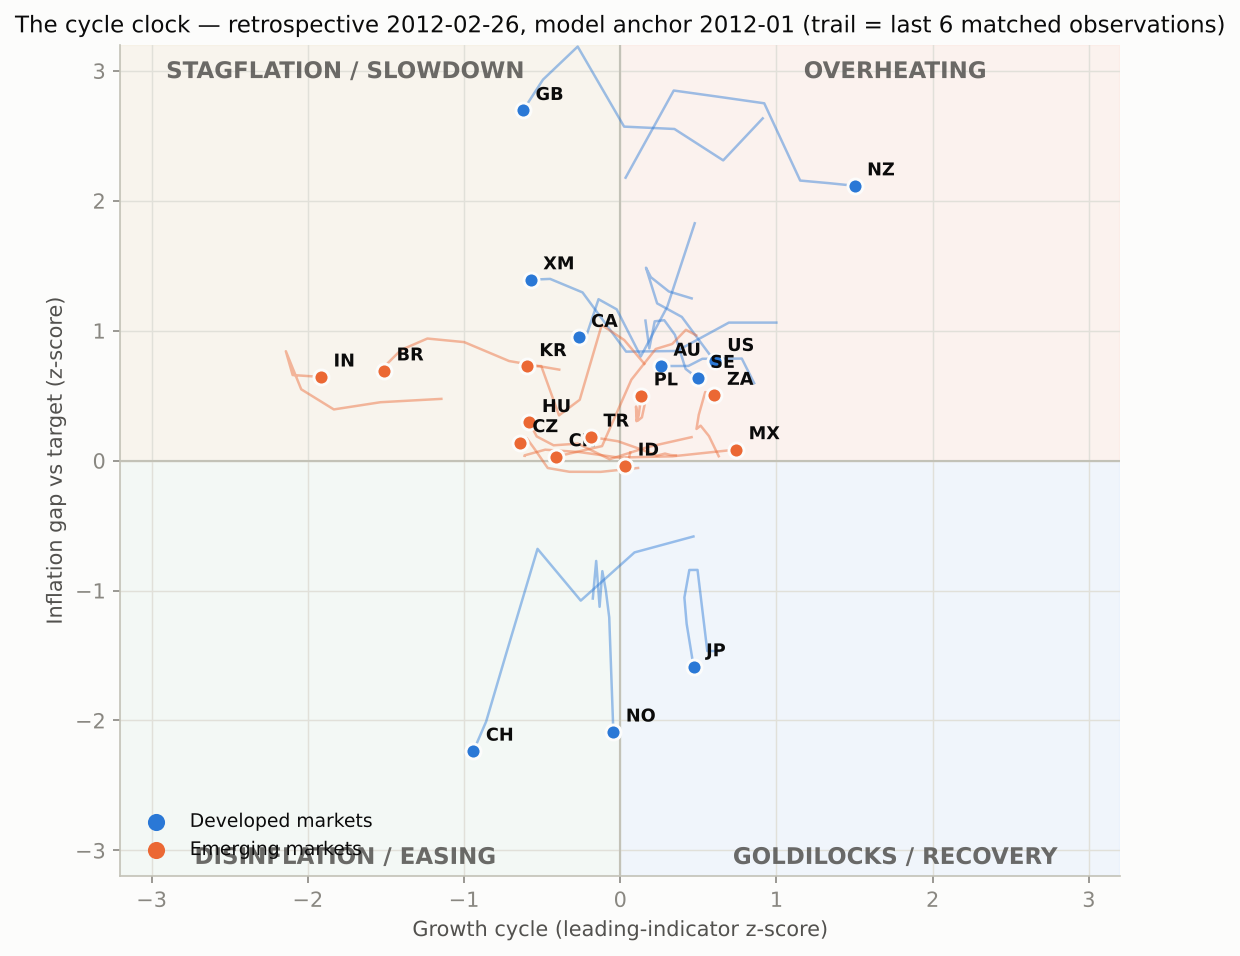 The cycle clock — retrospective 2012-02-26, model anchor 2012-01 (trail = last 6 matched observations)
STAGFLATION / SLOWDOWN
OVERHEATING
GB
NZ
XM
CA
US
KR
AU
SE
BR
IN
PL
ZA
HU
TR
CZ
MX
ID
JP
NO
CH
Developed markets
Emerging markets
DISINFLATION / EASING
GOLDILOCKS / RECOVERY
3
2
1
0
−1
−2
−3
−3
−2
−1
0
1
2
3
Inflation gap vs target (z-score)
Growth cycle (leading-indicator z-score)